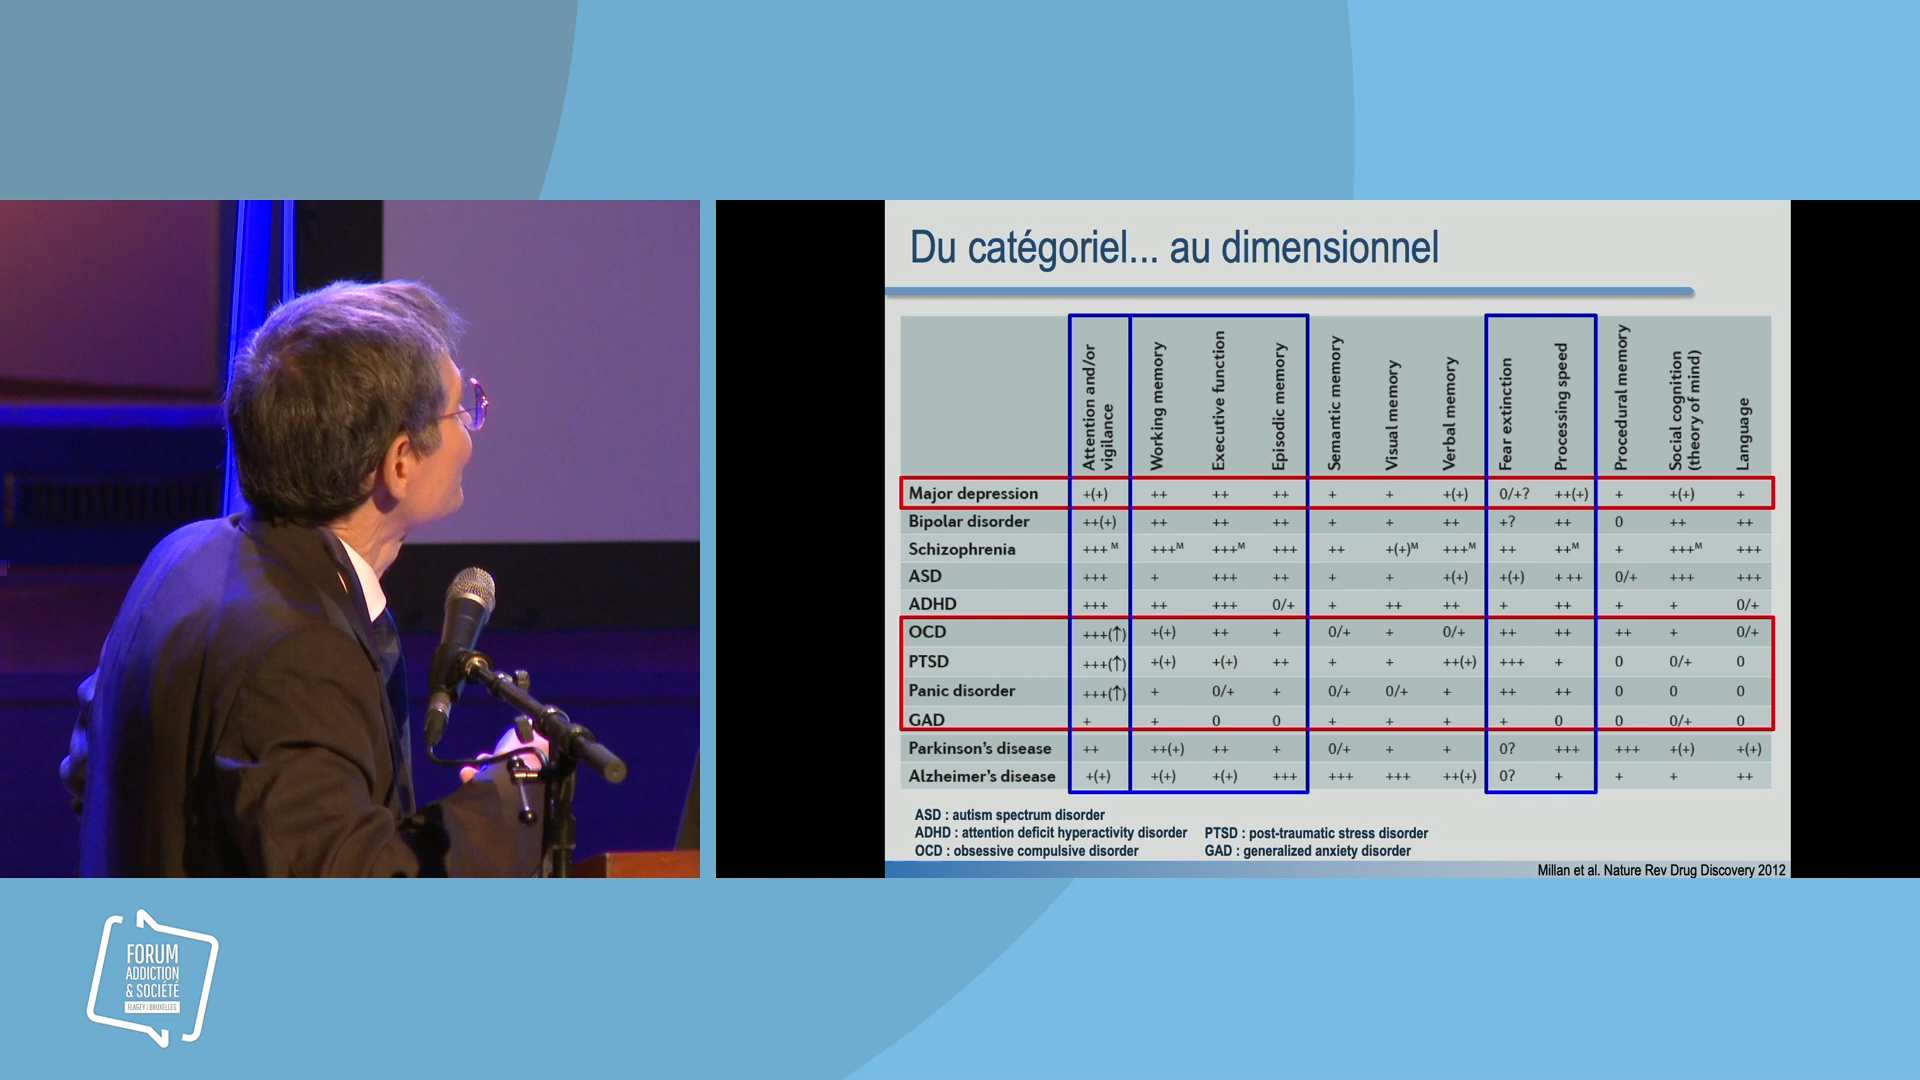 Du catégoriel... au dimensionnel
Attention and/or vigilance Working memory Executive function Episodic memory Semantic memory Visual memory Verbal memory Fear extinction Processing speed Procedural memory Social cognition (theory of mind) Language
Major depression +(+) ++ ++ ++ + + +(+) 0/+? ++(+) + +(+) +
Bipolar disorder ++(+) ++ ++ ++ + + ++ +? ++ 0 ++ ++
Schizophrenia +++ᴹ +++ᴹ +++ᴹ +++ ++ +(+)ᴹ +++ᴹ ++ ++ᴹ + +++ᴹ +++
ASD +++ + +++ ++ + + +(+) +(+) +++ 0/+ +++ +++
ADHD +++ ++ +++ 0/+ + ++ ++ + ++ + + 0/+
OCD +++(↑) +(+) ++ + 0/+ + 0/+ ++ ++ ++ + 0/+
PTSD +++(↑) +(+) +(+) ++ + + ++(+) +++ + 0 0/+ 0
Panic disorder +++(↑) + 0/+ + 0/+ 0/+ + ++ ++ 0 0 0
GAD + + 0 0 + + + + 0 0 0/+ 0
Parkinson's disease ++ ++(+) ++ + 0/+ + + 0? +++ +++ +(+) +(+)
Alzheimer's disease +(+) +(+) +(+) +++ +++ +++ ++(+) 0? + + + ++
ASD : autism spectrum disorder
ADHD : attention deficit hyperactivity disorder PTSD : post-traumatic stress disorder
OCD : obsessive compulsive disorder GAD : generalized anxiety disorder
Millan et al. Nature Rev Drug Discovery 2012
FORUM
ADDICTION
& SOCIÉTÉ
FLAGEY | BRUXELLES